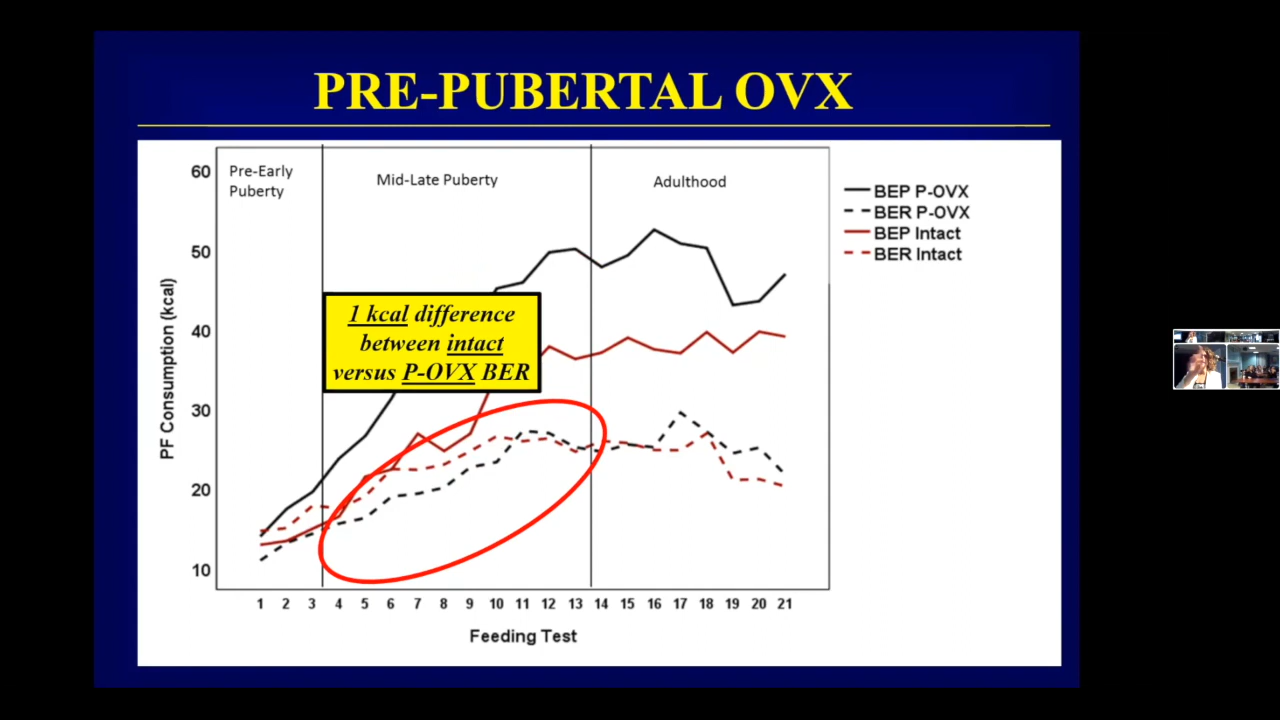 PRE-PUBERTAL OVX
Pre-Early
Puberty
Mid-Late Puberty
Adulthood
BEP P-OVX
BER P-OVX
BEP Intact
BER Intact
1 kcal difference
between intact
versus P-OVX BER
PF Consumption (kcal)
60
50
40
30
20
10
1 2 3 4 5 6 7 8 9 10 11 12 13 14 15 16 17 18 19 20 21
Feeding Test